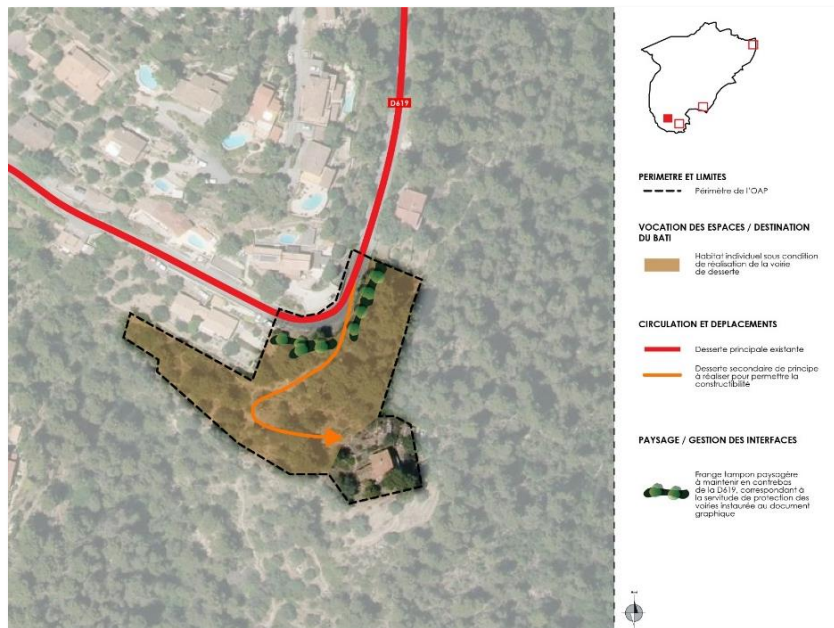 D619
PERIMETRE ET LIMITES
Périmètre de l'OAP
VOCATION DES ESPACES / DESTINATION
DU BATI
Habitat individuel sous condition
de réalisation de la voirie
de desserte
CIRCULATION ET DEPLACEMENTS
Desserte principale existante
Desserte secondaire de principe
à réaliser pour permettre la
constructibilité
PAYSAGE / GESTION DES INTERFACES
Frange tampon paysagère
à maintenir en contrebas
de la D619, correspondant à
la servitude de protection des
voiries instaurée au document
graphique